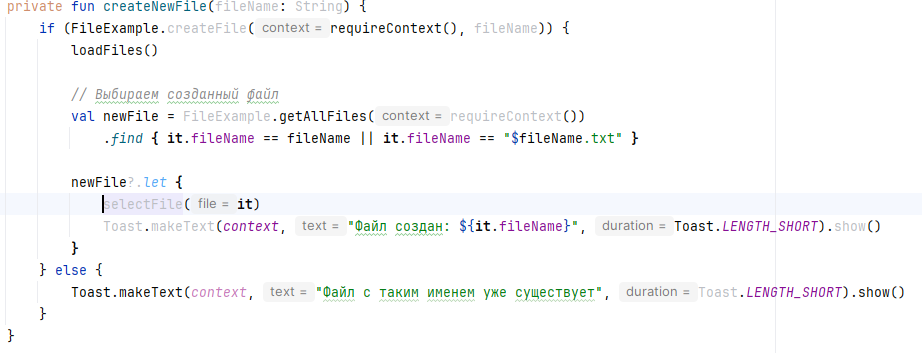 private fun createNewFile(fileName: String) {
if (FileExample.createFile( context = requireContext(), fileName)) {
loadFiles()
// Выбираем созданный файл
val newFile = FileExample.getAllFiles( context = requireContext())
.find { it.fileName == fileName || it.fileName == "$fileName.txt" }
newFile?.let {
selectFile( file = it)
Toast.makeText(context, text = "Файл создан: ${it.fileName}", duration = Toast.LENGTH_SHORT).show()
}
} else {
Toast.makeText(context, text = "Файл с таким именем уже существует", duration = Toast.LENGTH_SHORT).show()
}
}